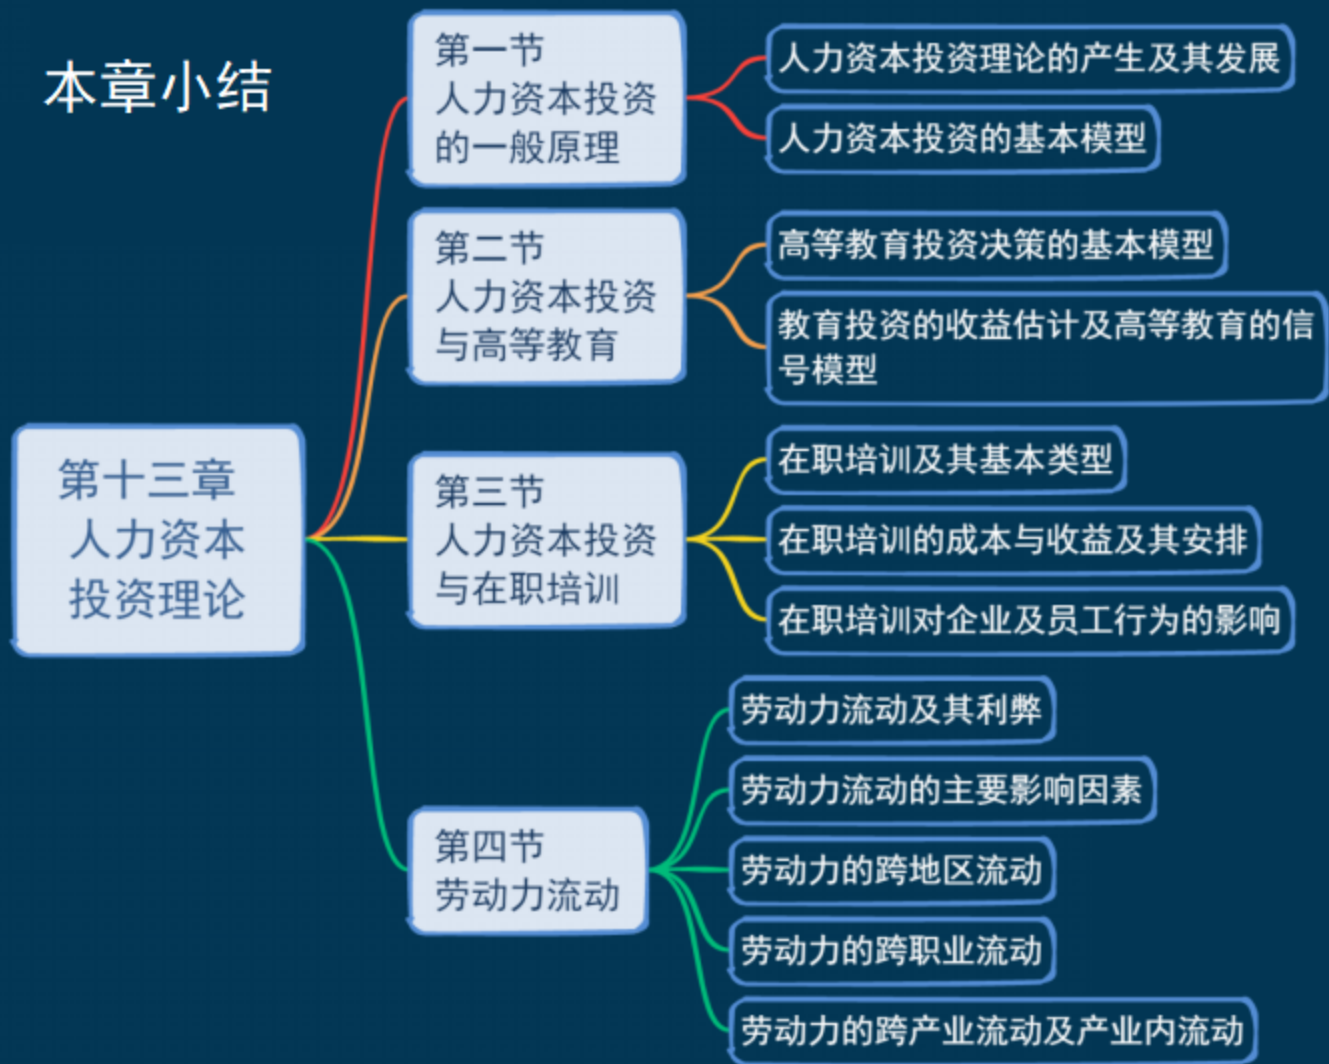 本章小结
第十三章
人力资本
投资理论
第一节
人力资本投资
的一般原理
人力资本投资理论的产生及其发展
人力资本投资的基本模型
第二节
人力资本投资
与高等教育
高等教育投资决策的基本模型
教育投资的收益估计及高等教育的信
号模型
第三节
人力资本投资
与在职培训
在职培训及其基本类型
在职培训的成本与收益及其安排
在职培训对企业及员工行为的影响
第四节
劳动力流动
劳动力流动及其利弊
劳动力流动的主要影响因素
劳动力的跨地区流动
劳动力的跨职业流动
劳动力的跨产业流动及产业内流动